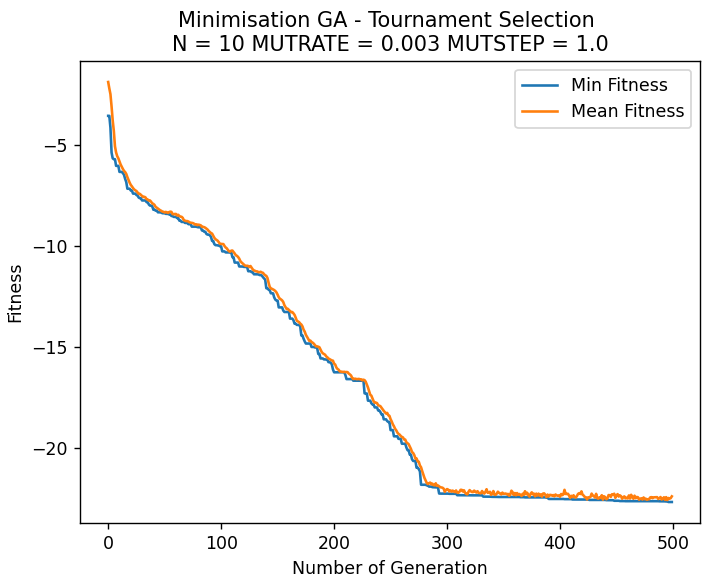 Minimisation GA - Tournament Selection
N = 10 MUTRATE = 0.003 MUTSTEP = 1.0
Min Fitness
Mean Fitness
−5
−10
−15
−20
Fitness
0 100 200 300 400 500
Number of Generation